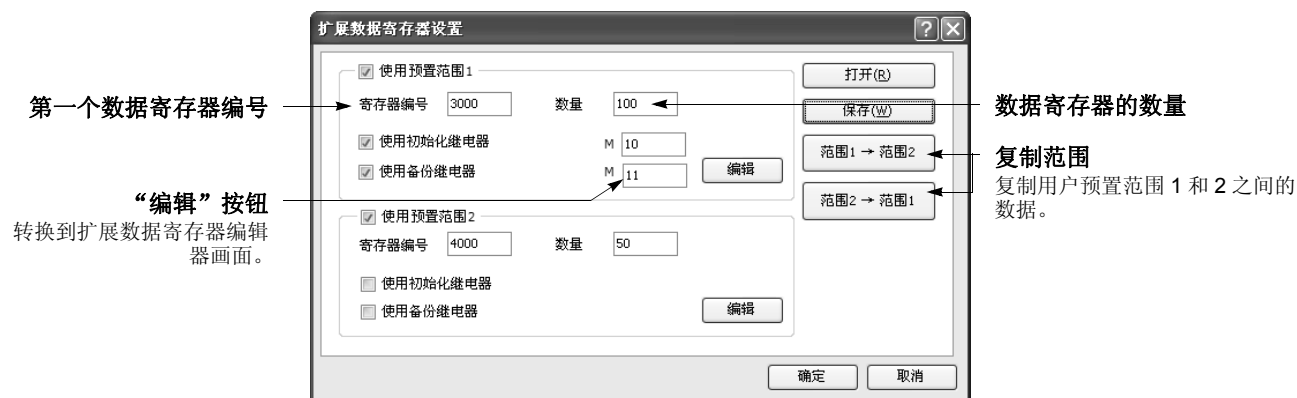 扩展数据寄存器设置
使用预置范围1
寄存器编号 3000 数量 100
使用初始化继电器 M 10
使用备份继电器 M 11 编辑
使用预置范围2
寄存器编号 4000 数量 50
使用初始化继电器
使用备份继电器 编辑
打开(R)
保存(W)
范围1 → 范围2
范围2 → 范围1
确定 取消
第一个数据寄存器编号
“编辑”按钮
转换到扩展数据寄存器编辑
器画面。
数据寄存器的数量
复制范围
复制用户预置范围 1 和 2 之间的
数据。